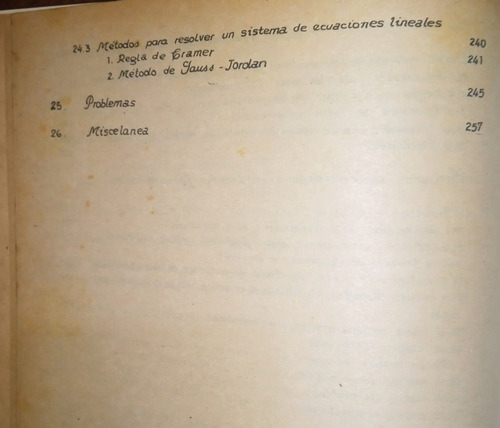 24.3 Métodos para resolver un sistema de ecuaciones lineales
1. Regla de Cramer 240
2. Método de Gauss - Jordan 241
25 Problemas 245
26 Miscelanea 257